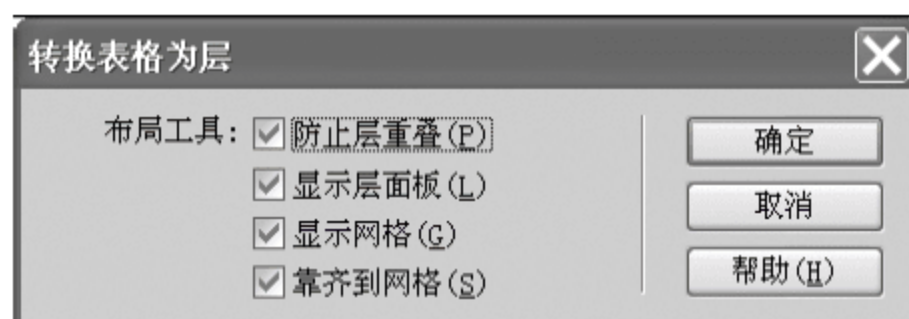 转换表格为层
布局工具: 防止层重叠(P)
显示层面板(L)
显示网格(G)
靠齐到网格(S)
确定
取消
帮助(H)